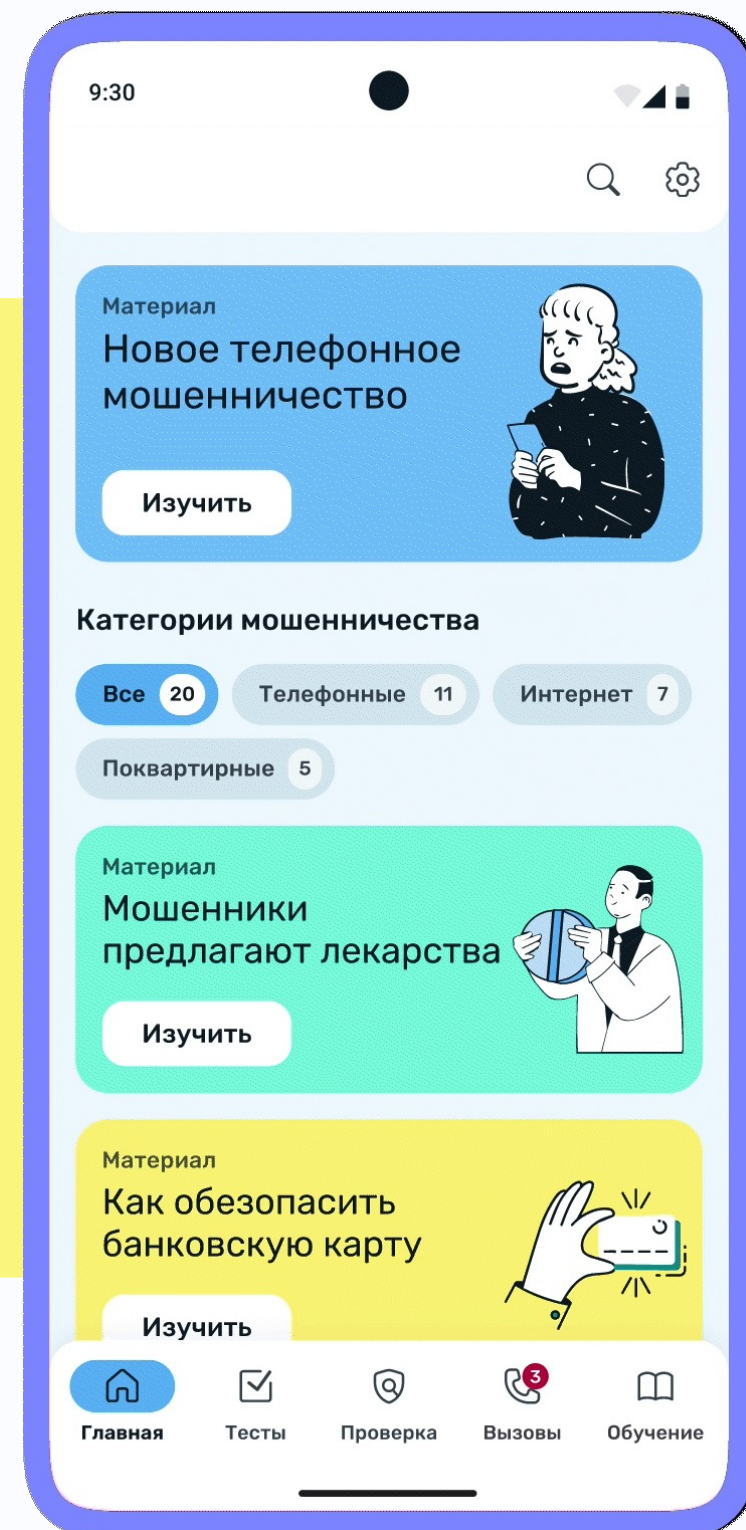 9:30
Материал
Новое телефонное
мошенничество
Изучить
Категории мошенничества
Все 20 Телефонные 11 Интернет 7
Поквартирные 5
Материал
Мошенники
предлагают лекарства
Изучить
Материал
Как обезопасить
банковскую карту
Изучить
3
Главная Тесты Проверка Вызовы Обучение